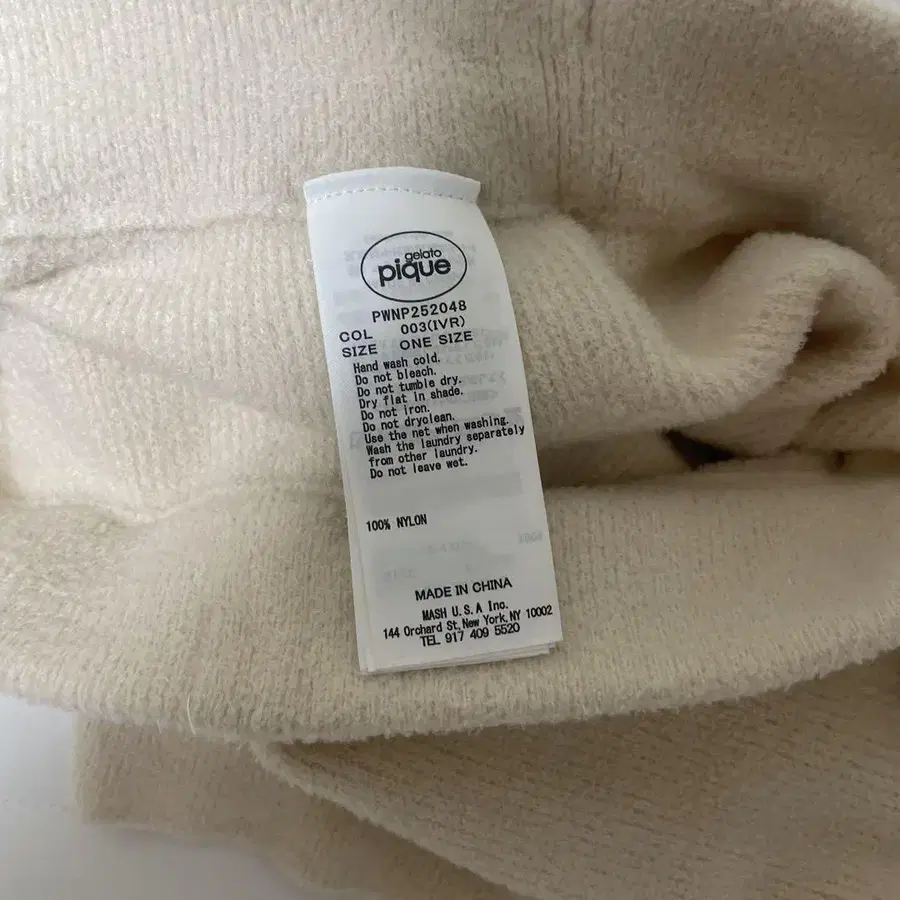 gelato
pique
PWNP252048
COL 003(IVR)
SIZE ONE SIZE
Hand wash cold.
Do not bleach.
Do not tumble dry.
Dry flat in shade.
Do not iron.
Do not dryclean.
Use the net when washing.
Wash the laundry separately
from other laundry.
Do not leave wet.
100% NYLON
MADE IN CHINA
MASH U.S.A Inc.
144 Orchard St,New York,NY 10002
TEL 917 409 5520